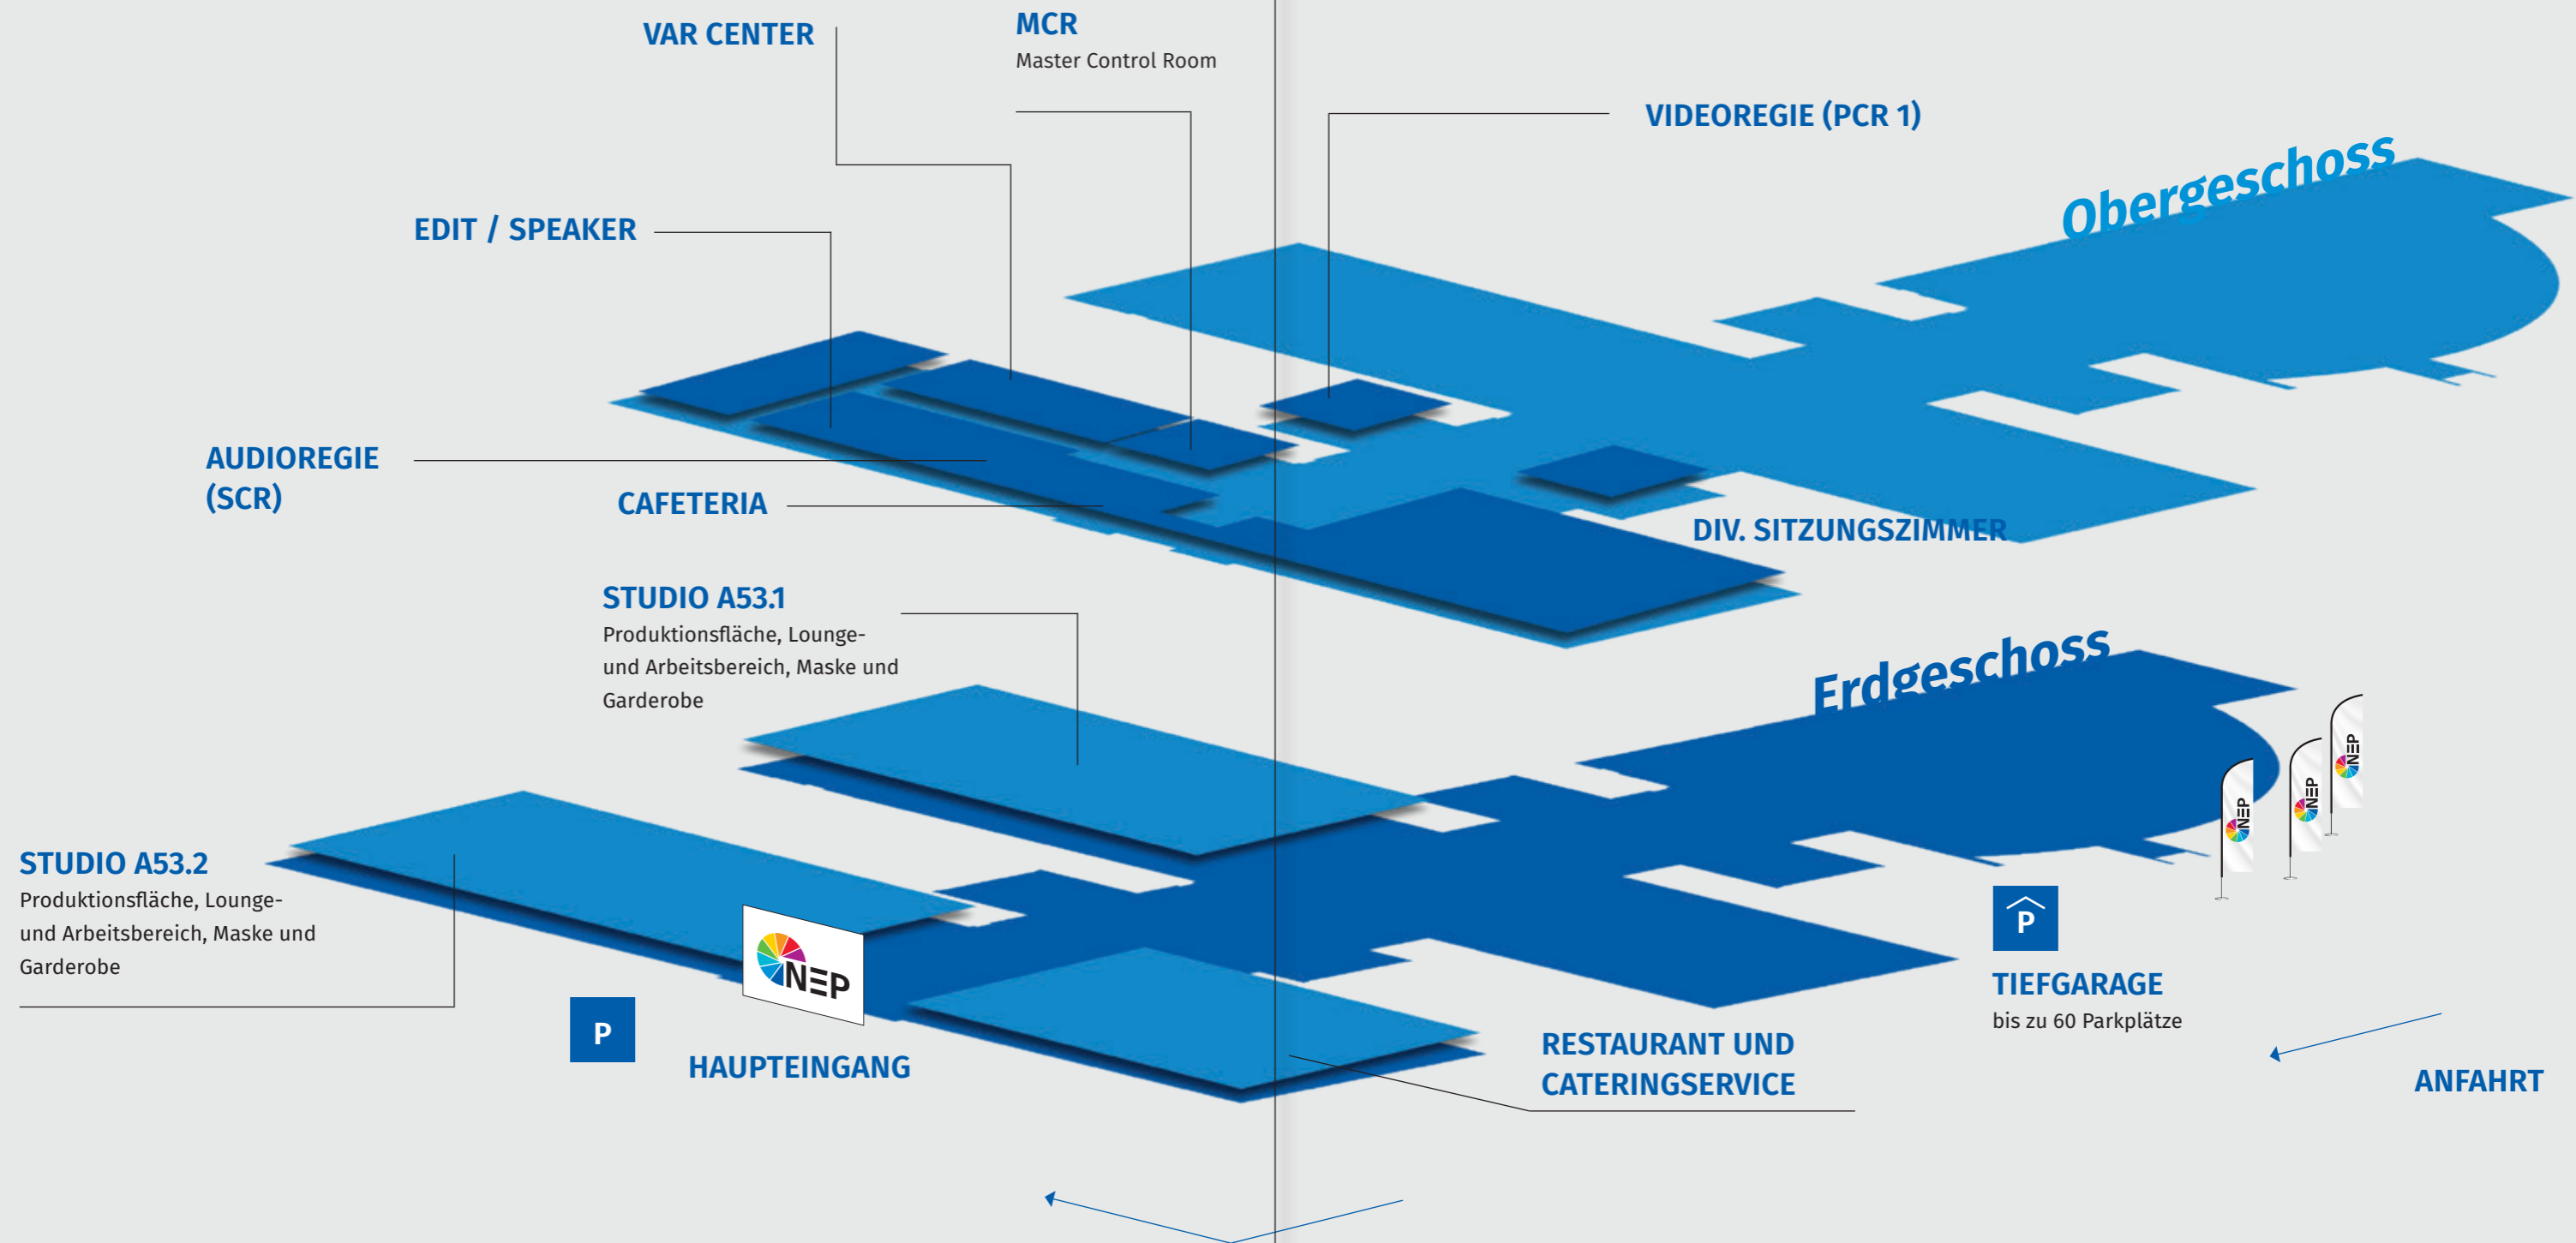 VAR CENTER
MCR
Master Control Room
VIDEOREGIE (PCR 1)
Obergeschoss
EDIT / SPEAKER
AUDIOREGIE
(SCR)
CAFETERIA
DIV. SITZUNGSZIMMER
STUDIO A53.1
Produktionsfläche, Lounge-
und Arbeitsbereich, Maske und
Garderobe
Erdgeschoss
NEP
NEP
NEP
STUDIO A53.2
Produktionsfläche, Lounge-
und Arbeitsbereich, Maske und
Garderobe
NEP
P
HAUPTEINGANG
RESTAURANT UND
CATERINGSERVICE
P
TIEFGARAGE
bis zu 60 Parkplätze
ANFAHRT